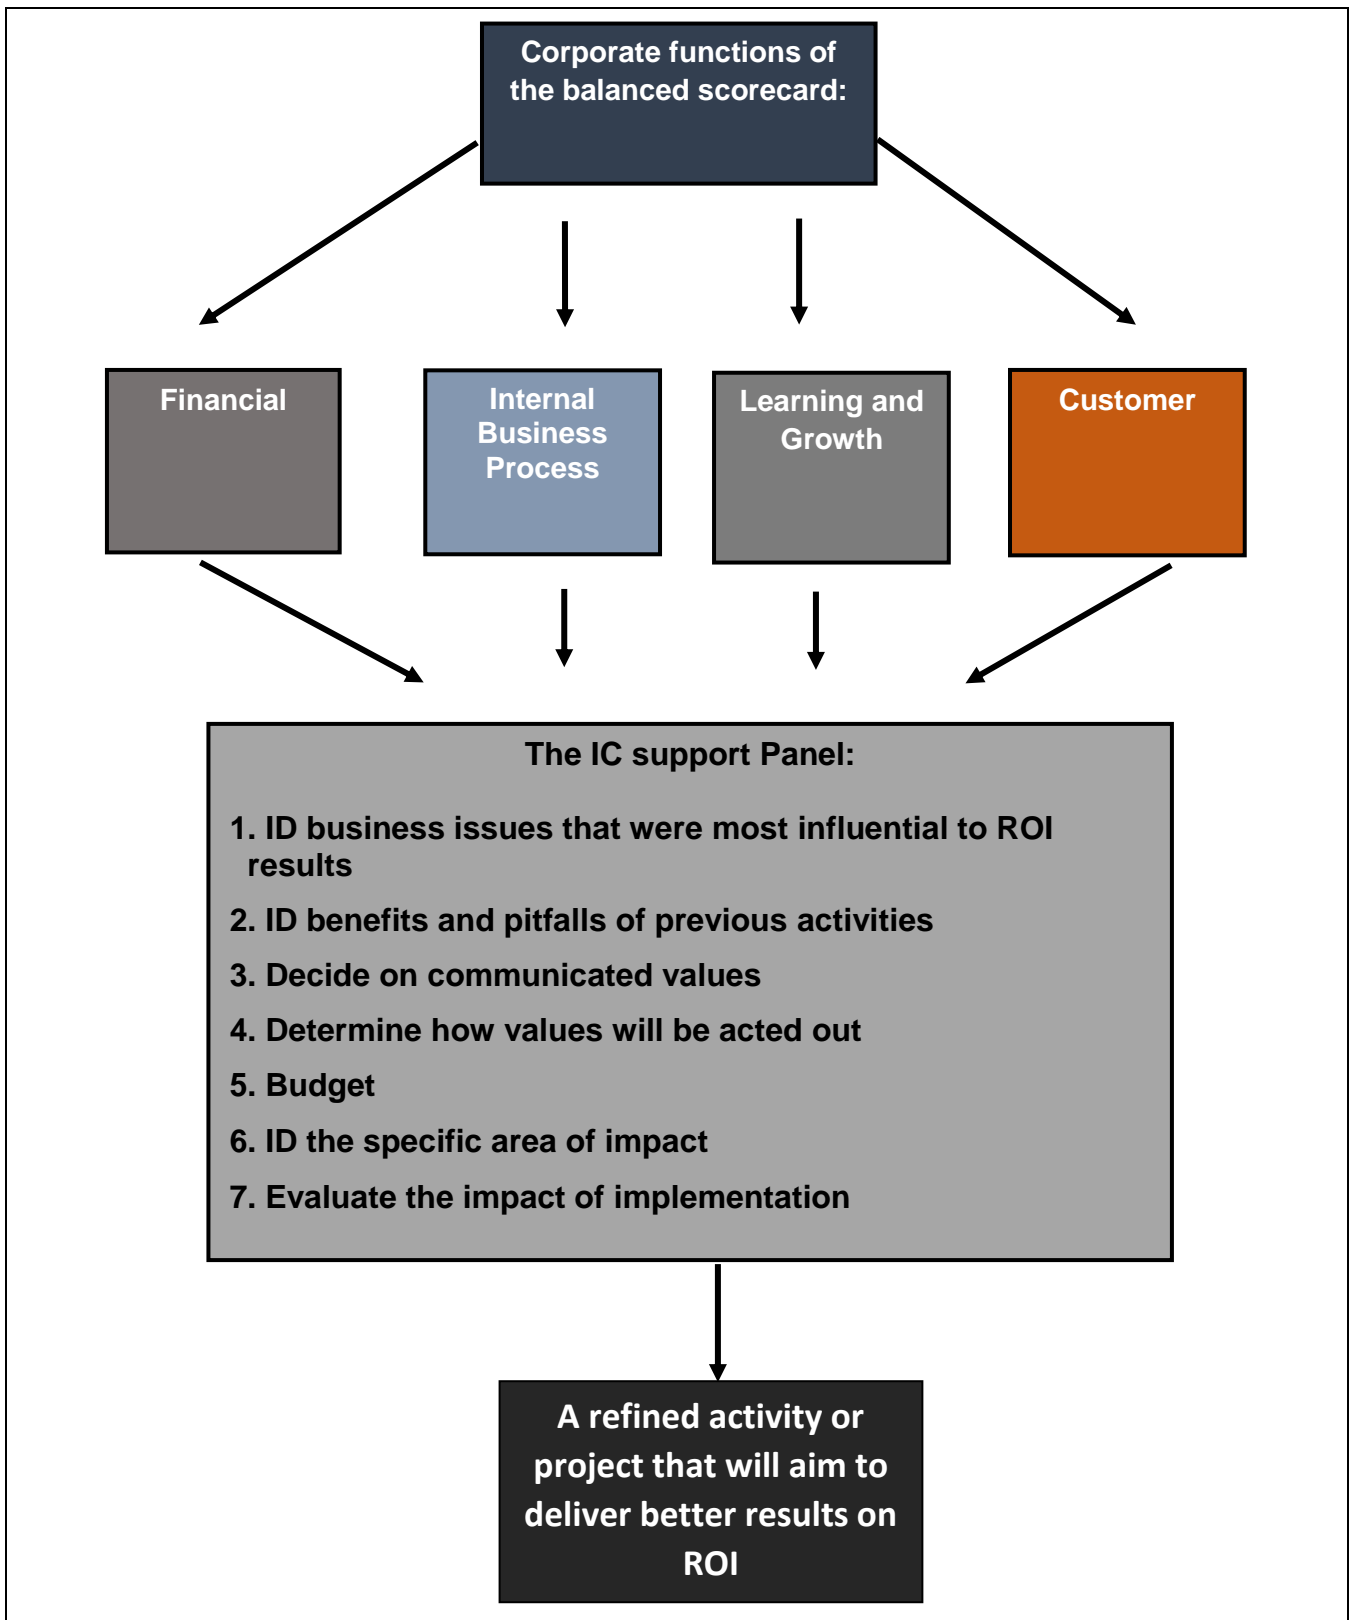 Corporate functions of
the balanced scorecard:
Financial
Internal
Business
Process
Learning and
Growth
Customer
The IC support Panel:
1. ID business issues that were most influential to ROI
results
2. ID benefits and pitfalls of previous activities
3. Decide on communicated values
4. Determine how values will be acted out
5. Budget
6. ID the specific area of impact
7. Evaluate the impact of implementation
A refined activity or
project that will aim to
deliver better results on
ROI